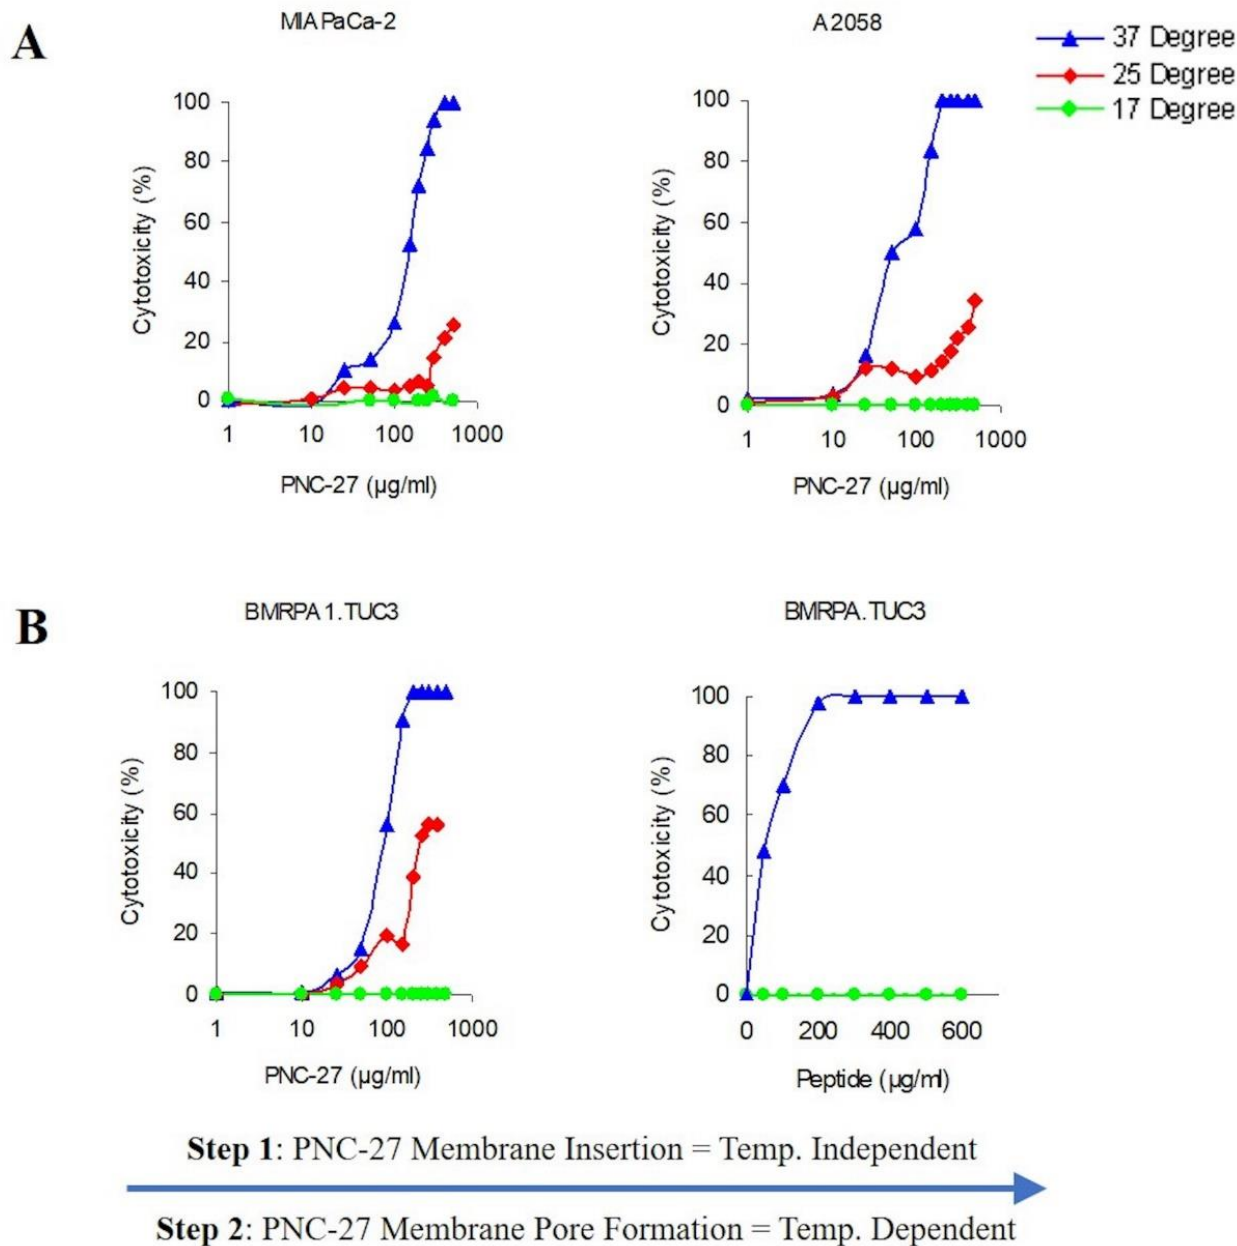 A
MIAPaCa-2
A2058
37 Degree
25 Degree
17 Degree
100
80
60
40
20
0
Cytotoxicity (%)
1 10 100 1000
PNC-27 (µg/ml)
100
80
60
40
20
0
Cytotoxicity (%)
1 10 100 1000
PNC-27 (µg/ml)
B
BMRPA1.TUC3
BMRPA.TUC3
100
80
60
40
20
0
Cytotoxicity (%)
1 10 100 1000
PNC-27 (µg/ml)
100
80
60
40
20
0
Cytotoxicity (%)
0 200 400 600
Peptide (µg/ml)
Step 1: PNC-27 Membrane Insertion = Temp. Independent
Step 2: PNC-27 Membrane Pore Formation = Temp. Dependent